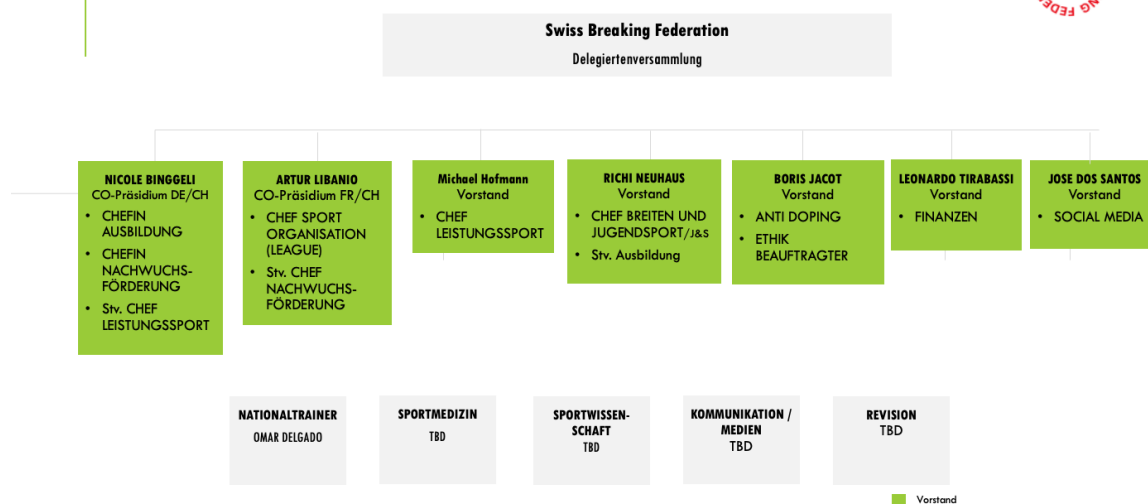 NG FEDER
Swiss Breaking Federation
Delegiertenversammlung
NICOLE BINGGELI
CO-Präsidium DE/CH
• CHEFIN
AUSBILDUNG
• CHEFIN
NACHWUCHS-
FÖRDERUNG
• Stv. CHEF
LEISTUNGSSPORT
ARTUR LIBANIO
CO-Präsidium FR/CH
• CHEF SPORT
ORGANISATION
(LEAGUE)
• Stv. CHEF
NACHWUCHS-
FÖRDERUNG
Michael Hofmann
Vorstand
• CHEF
LEISTUNGSSPORT
RICHI NEUHAUS
Vorstand
• CHEF BREITEN UND
JUGENDSPORT/J&S
• Stv. Ausbildung
BORIS JACOT
Vorstand
• ANTI DOPING
• ETHIK
BEAUFTRAGTER
LEONARDO TIRABASSI
Vorstand
• FINANZEN
JOSE DOS SANTOS
Vorstand
• SOCIAL MEDIA
NATIONALTRAINER
OMAR DELGADO
SPORTMEDIZIN
TBD
SPORTWISSEN-
SCHAFT
TBD
KOMMUNIKATION /
MEDIEN
TBD
REVISION
TBD
Vorstand